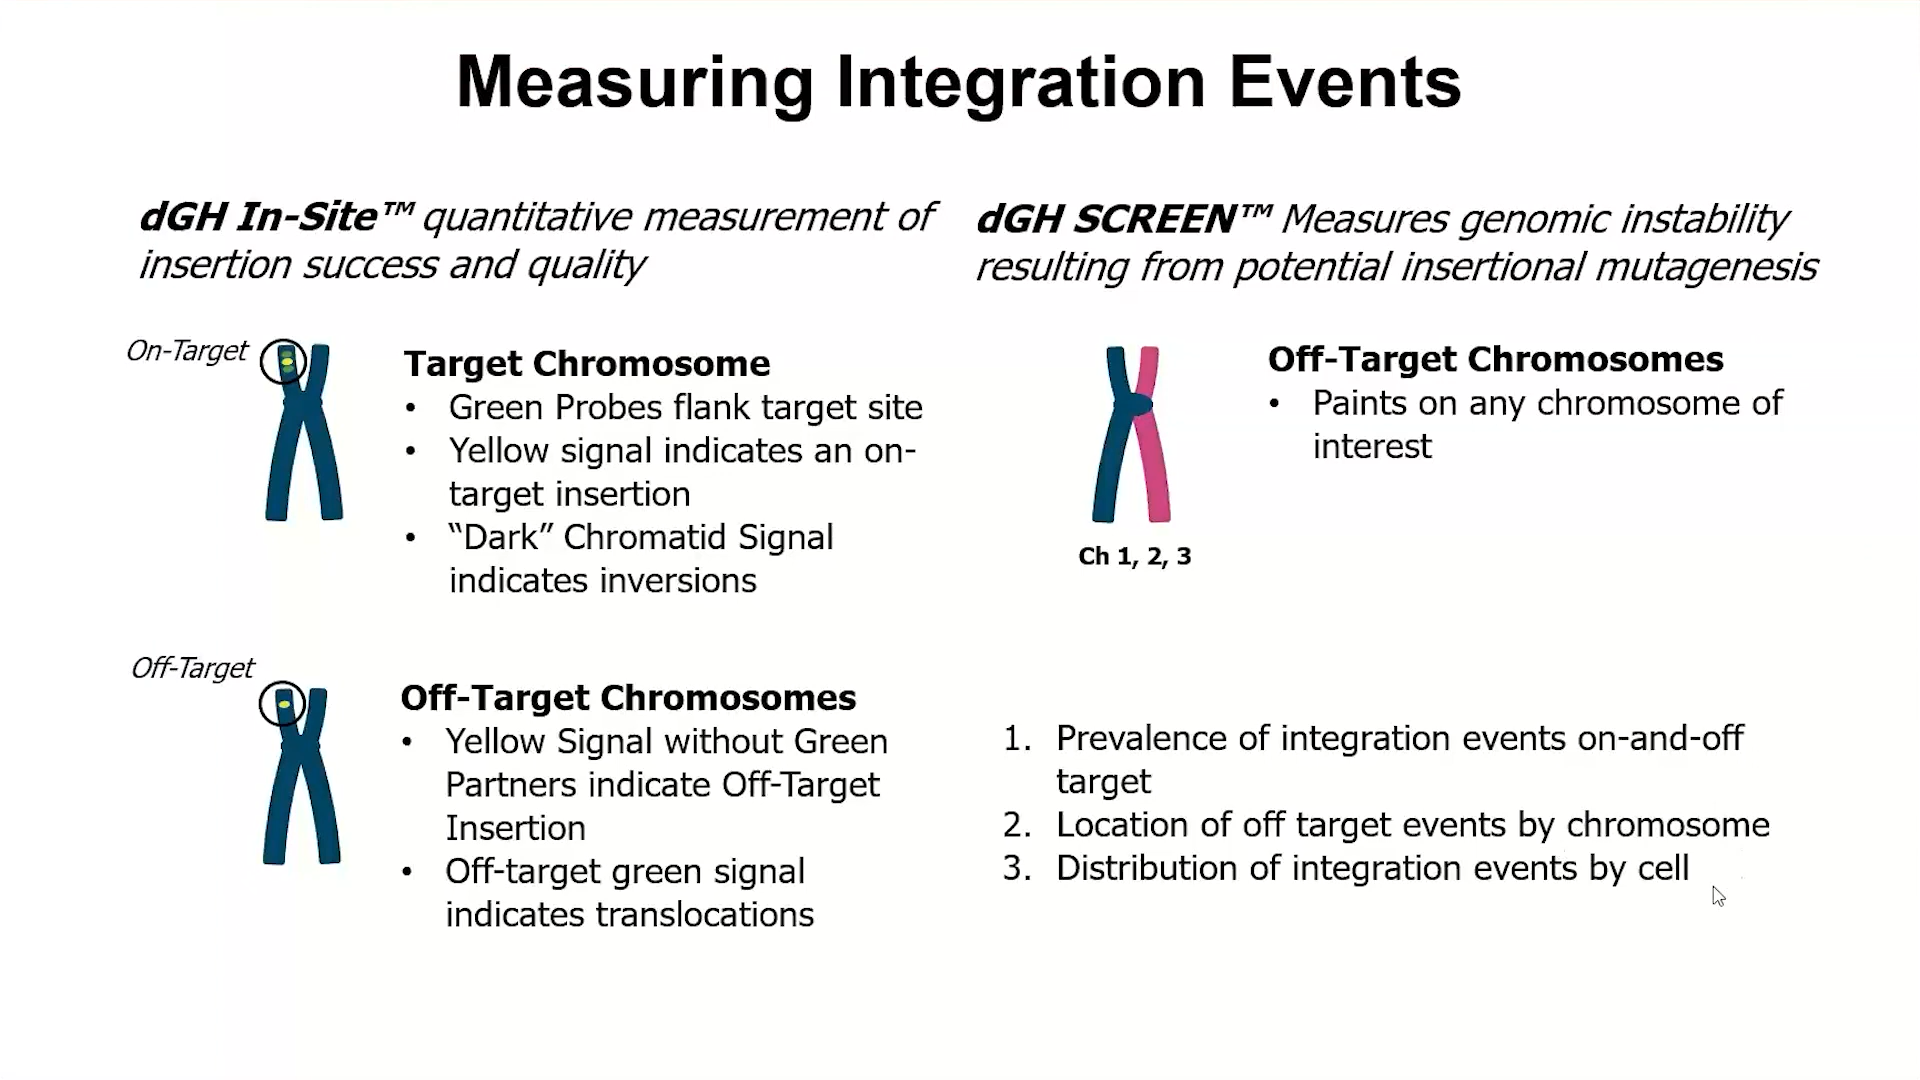 Measuring Integration Events
dGH In-Site™ quantitative measurement of
insertion success and quality
On-Target
Target Chromosome
• Green Probes flank target site
• Yellow signal indicates an on-
target insertion
• “Dark” Chromatid Signal
indicates inversions
Off-Target
Off-Target Chromosomes
• Yellow Signal without Green
Partners indicate Off-Target
Insertion
• Off-target green signal
indicates translocations
dGH SCREEN™ Measures genomic instability
resulting from potential insertional mutagenesis
Off-Target Chromosomes
• Paints on any chromosome of
interest
Ch 1, 2, 3
1. Prevalence of integration events on-and-off
target
2. Location of off target events by chromosome
3. Distribution of integration events by cell